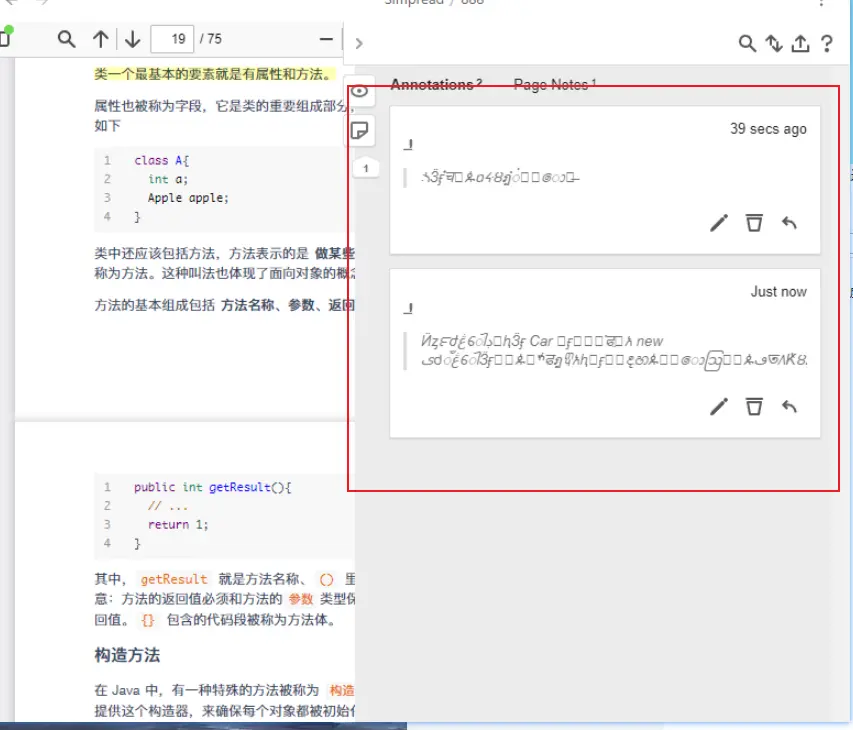 Simpread / 888
19 / 75
类一个最基本的要素就是有属性和方法。
属性也被称为字段，它是类的重要组成部分，
如下
1 class A{
2 int a;
3 Apple apple;
4 }
类中还应该包括方法，方法表示的是 做某些
称为方法。这种叫法也体现了面向对象的概念
方法的基本组成包括 方法名称、参数、返回
1 public int getResult(){
2 // ...
3 return 1;
4 }
其中， getResult 就是方法名称、 () 里
意：方法的返回值必须和方法的 参数 类型保
回值。 {} 包含的代码段被称为方法体。
构造方法
在 Java 中，有一种特殊的方法被称为 构造
提供这个构造器，来确保每个对象都被初始化
1
Annotations 2
Page Notes 1
39 secs ago
Just now
Car
new